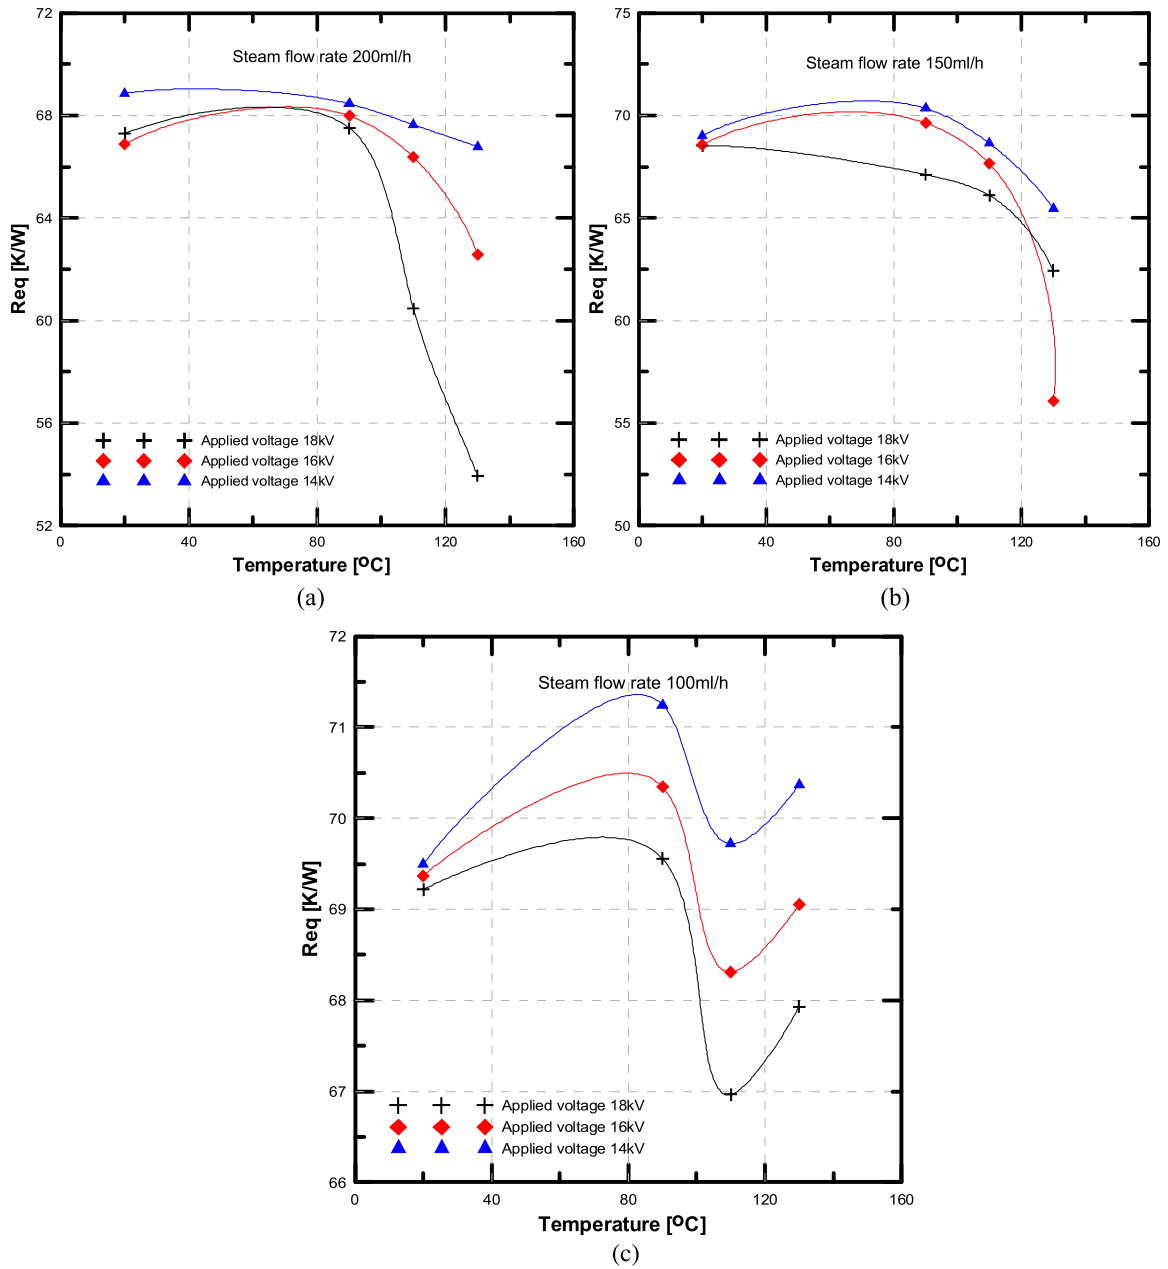 72
68
64
60
56
52
Req [K/W]
Steam flow rate 200ml/h
Applied voltage 18kV
Applied voltage 16kV
Applied voltage 14kV
0 40 80 120 160
Temperature [oC]
(a)
75
70
65
60
55
50
Req [K/W]
Steam flow rate 150ml/h
Applied voltage 18kV
Applied voltage 16kV
Applied voltage 14kV
0 40 80 120 160
Temperature [oC]
(b)
72
71
70
69
68
67
66
Req [K/W]
Steam flow rate 100ml/h
Applied voltage 18kV
Applied voltage 16kV
Applied voltage 14kV
0 40 80 120 160
Temperature [oC]
(c)